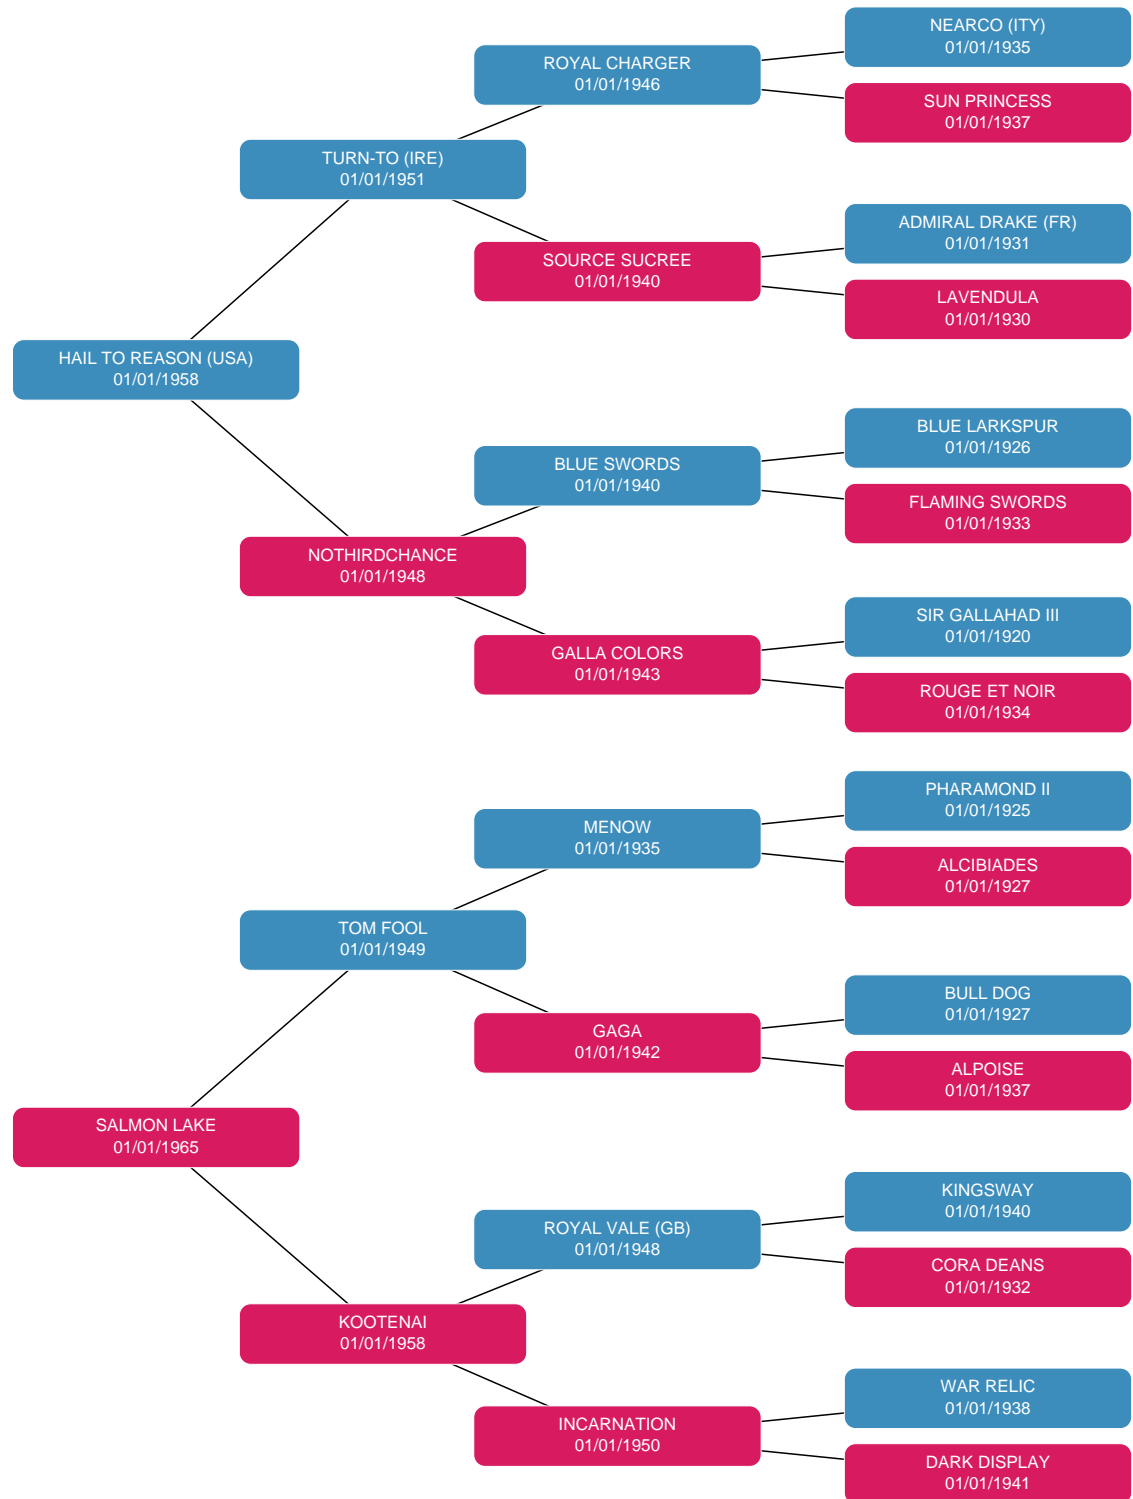 NEARCO (ITY)
01/01/1935
ROYAL CHARGER
01/01/1946
SUN PRINCESS
01/01/1937
TURN-TO (IRE)
01/01/1951
ADMIRAL DRAKE (FR)
01/01/1931
SOURCE SUCREE
01/01/1940
LAVENDULA
01/01/1930
HAIL TO REASON (USA)
01/01/1958
BLUE LARKSPUR
01/01/1926
BLUE SWORDS
01/01/1940
FLAMING SWORDS
01/01/1933
NOTHIRDCHANCE
01/01/1948
SIR GALLAHAD III
01/01/1920
GALLA COLORS
01/01/1943
ROUGE ET NOIR
01/01/1934
PHARAMOND II
01/01/1925
MENOW
01/01/1935
ALCIBIADES
01/01/1927
TOM FOOL
01/01/1949
BULL DOG
01/01/1927
GAGA
01/01/1942
ALPOISE
01/01/1937
SALMON LAKE
01/01/1965
KINGSWAY
01/01/1940
ROYAL VALE (GB)
01/01/1948
CORA DEANS
01/01/1932
KOOTENAI
01/01/1958
WAR RELIC
01/01/1938
INCARNATION
01/01/1950
DARK DISPLAY
01/01/1941